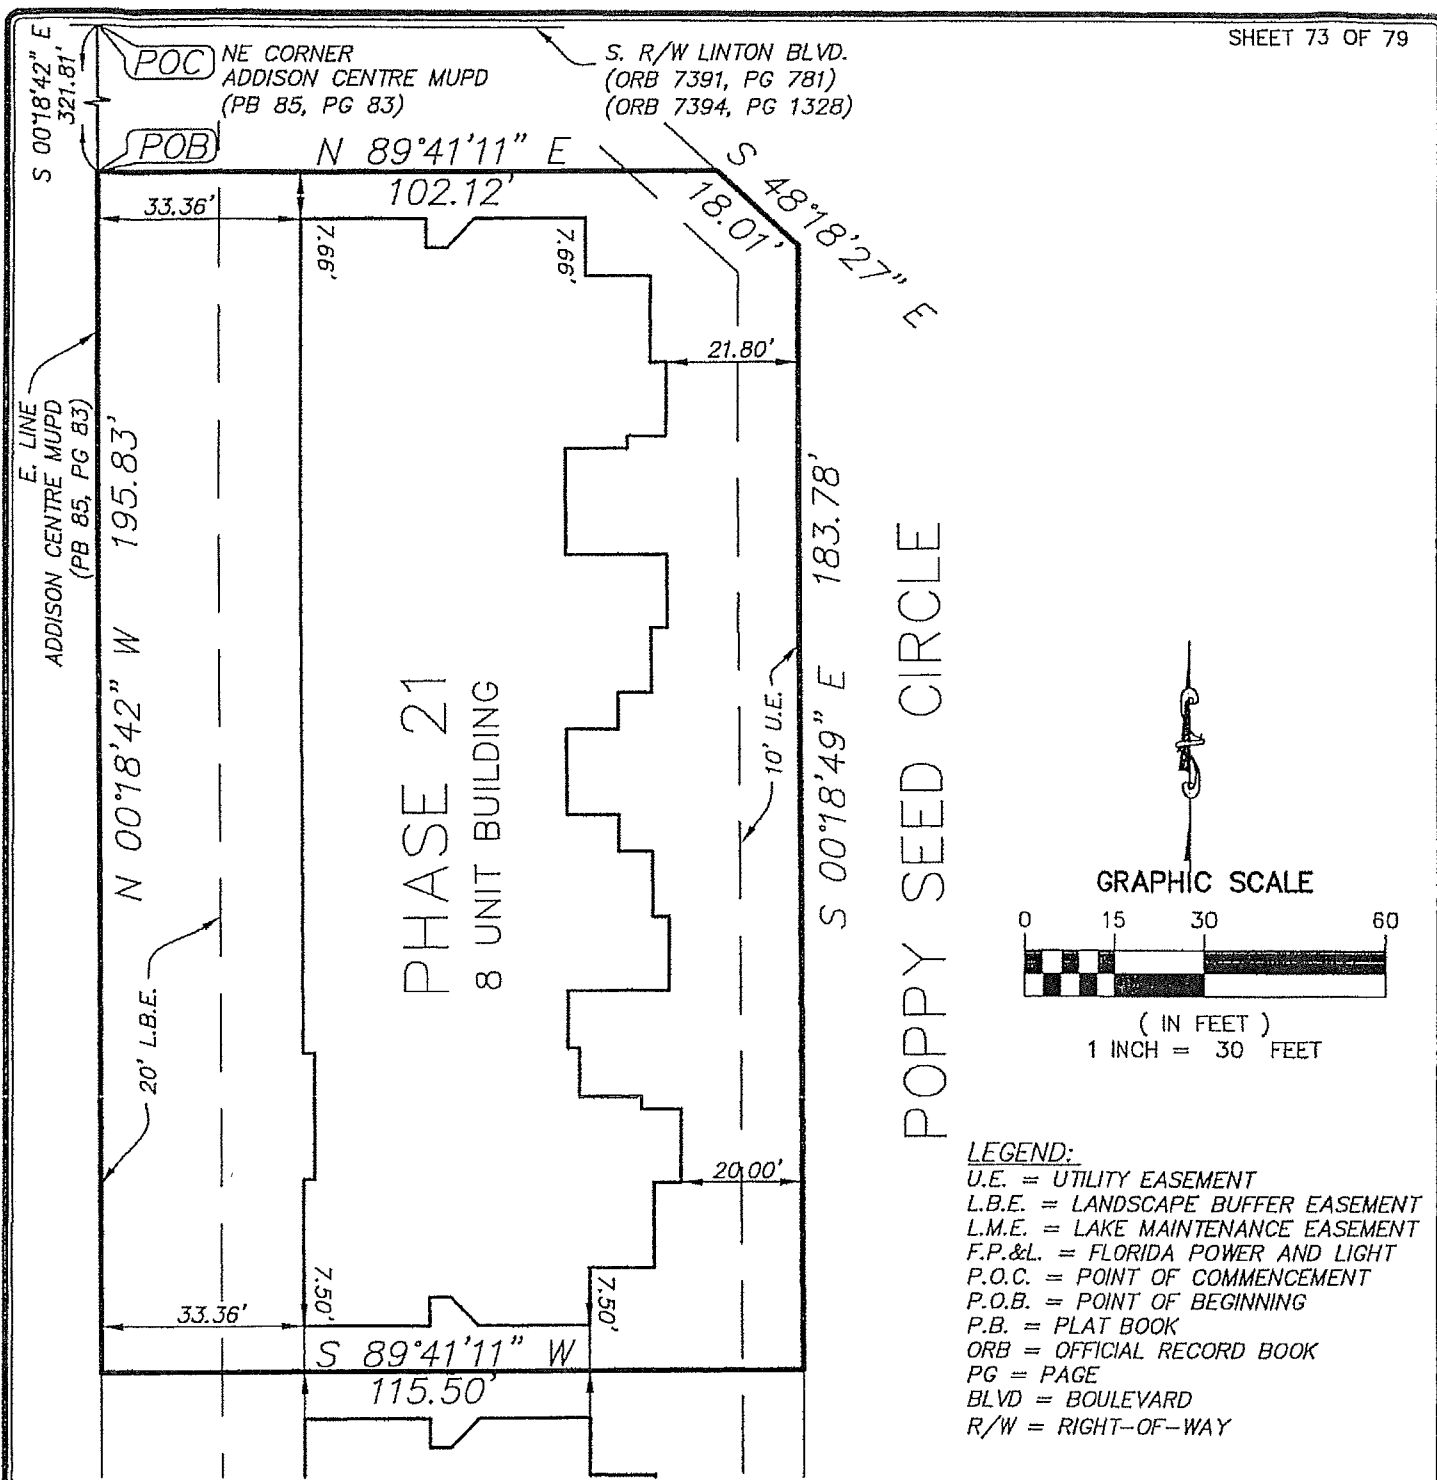 SHEET 73 OF 79
S 00°18'42" E
321.81'
POC
NE CORNER
ADDISON CENTRE MUPD
(PB 85, PG 83)
S. R/W LINTON BLVD.
(ORB 7391, PG 781)
(ORB 7394, PG 1328)
POB
N 89°41'11" E
102.12'
S 48°18'27" E
18.01'
33.36'
7.66'
7.66'
21.80'
E. LINE
ADDISON CENTRE MUPD
(PB 85, PG 83)
N 00°18'42" W 195.83'
S 00°18'49" E 183.78'
POPPY SEED CIRCLE
PHASE 21
8 UNIT BUILDING
10' U.E.
20' L.B.E.
GRAPHIC SCALE
0 15 30 60
( IN FEET )
1 INCH = 30 FEET
20.00'
7.50'
7.50'
33.36'
S 89°41'11" W
115.50'
LEGEND:
U.E. = UTILITY EASEMENT
L.B.E. = LANDSCAPE BUFFER EASEMENT
L.M.E. = LAKE MAINTENANCE EASEMENT
F.P.&L. = FLORIDA POWER AND LIGHT
P.O.C. = POINT OF COMMENCEMENT
P.O.B. = POINT OF BEGINNING
P.B. = PLAT BOOK
ORB = OFFICIAL RECORD BOOK
PG = PAGE
BLVD = BOULEVARD
R/W = RIGHT-OF-WAY